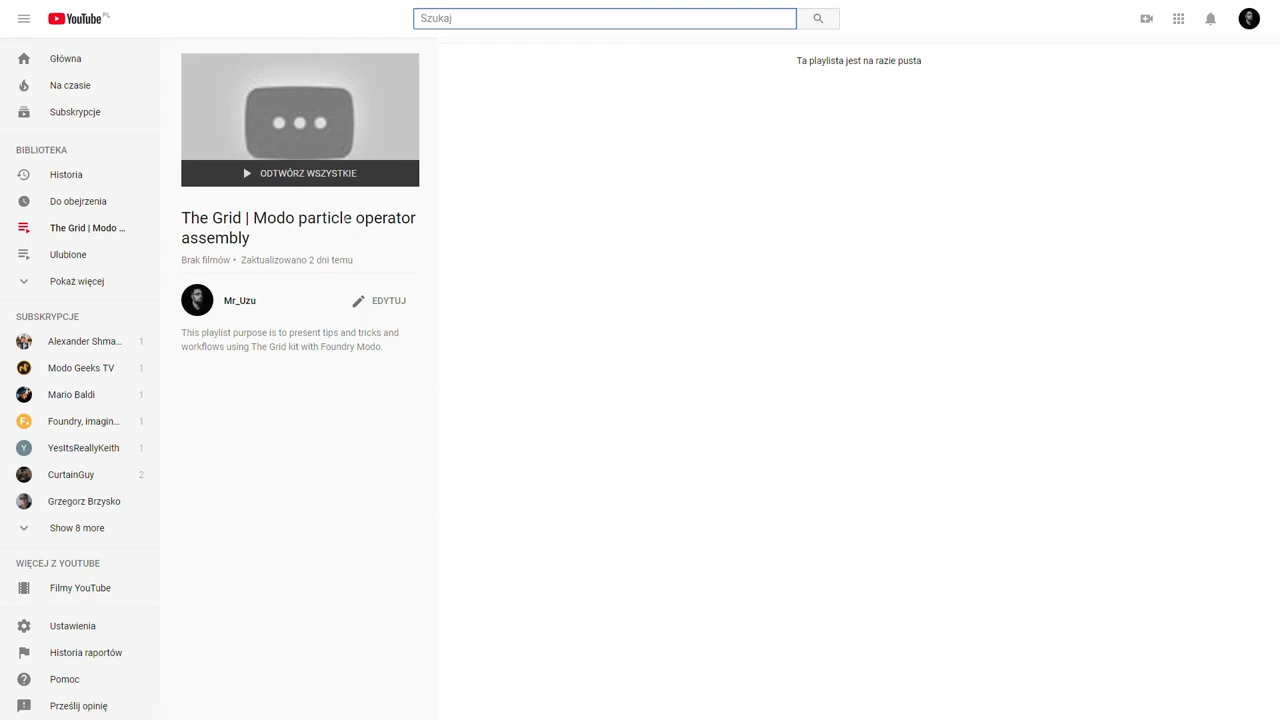 YouTube PL
Szukaj
Główna
Na czasie
Subskrypcje
BIBLIOTEKA
Historia
Do obejrzenia
The Grid | Modo ...
Ulubione
Pokaż więcej
SUBSKRYPCJE
Alexander Shma... 1
Modo Geeks TV 1
Mario Baldi 1
Foundry, imagin... 1
Y YesItsReallyKeith 1
CurtainGuy 2
Grzegorz Brzysko
Show 8 more
WIĘCEJ Z YOUTUBE
Filmy YouTube
Ustawienia
Historia raportów
Pomoc
Prześlij opinię
ODTWÓRZ WSZYSTKIE
The Grid | Modo particle operator
assembly
Brak filmów • Zaktualizowano 2 dni temu
Mr_Uzu
EDYTUJ
This playlist purpose is to present tips and tricks and
workflows using The Grid kit with Foundry Modo.
Ta playlista jest na razie pusta